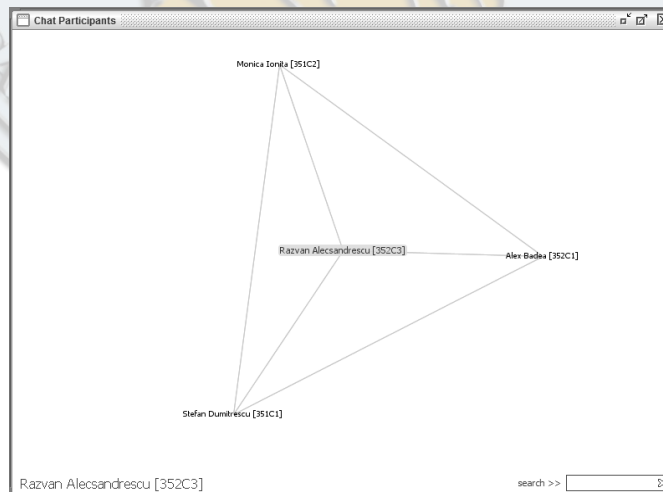 Chat Participants
Monica Ionita [351C2]
Razvan Alecsandrescu [352C3]
Alex Badea [352C1]
Stefan Dumitrescu [351C1]
Razvan Alecsandrescu [352C3]
search >>